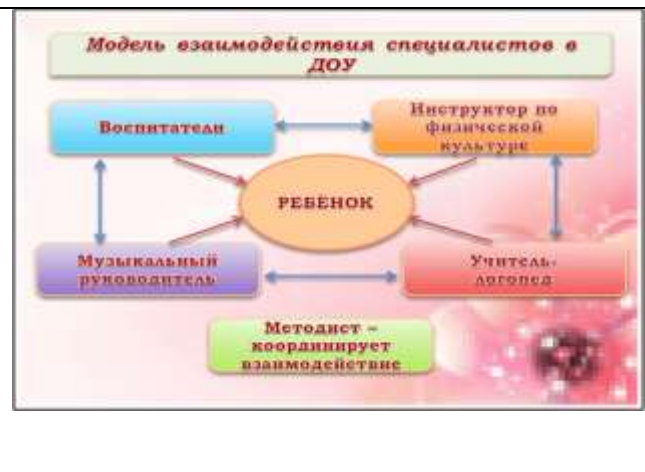 Модель взаимодействия специалистов в
ДОУ
Воспитатели
Инструктор по
физической
культуре
РЕБЁНОК
Музыкальный
руководитель
Учитель-
логопед
Методист –
координирует
взаимодействие